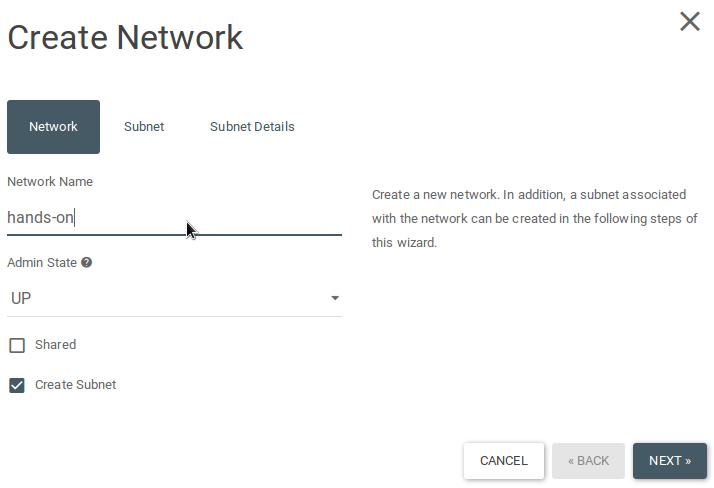 Create Network
Network
Subnet
Subnet Details
Network Name
hands-on
Create a new network. In addition, a subnet associated
with the network can be created in the following steps of
this wizard.
Admin State ?
UP
Shared
Create Subnet
CANCEL
« BACK
NEXT »